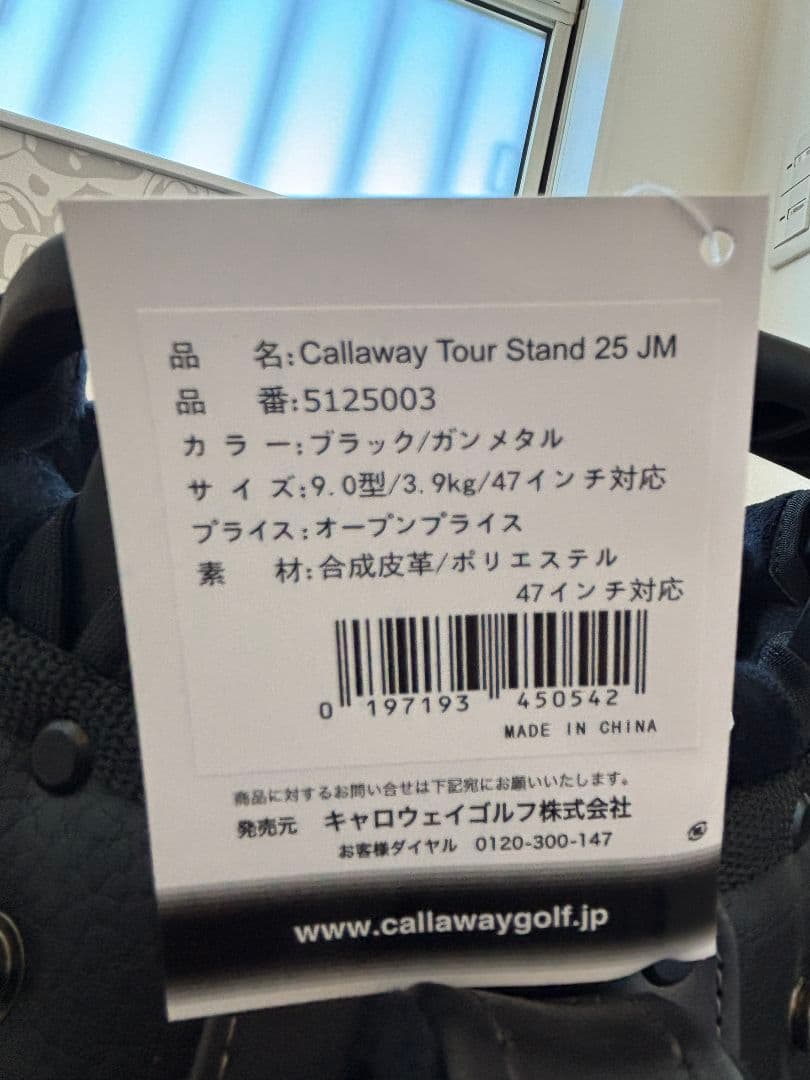 品 名:Callaway Tour Stand 25 JM
品 番:5125003
カ ラ ー:ブラック/ガンメタル
サ イ ズ:9.0型/3.9kg/47インチ対応
プライス:オープンプライス
素 材:合成皮革/ポリエステル
47インチ対応
0 197193 450542
MADE IN CHINA
商品に対するお問い合せは下記宛にお願いいたします。
発売元 キャロウェイゴルフ株式会社
お客様ダイヤル 0120-300-147
www.callawaygolf.jp